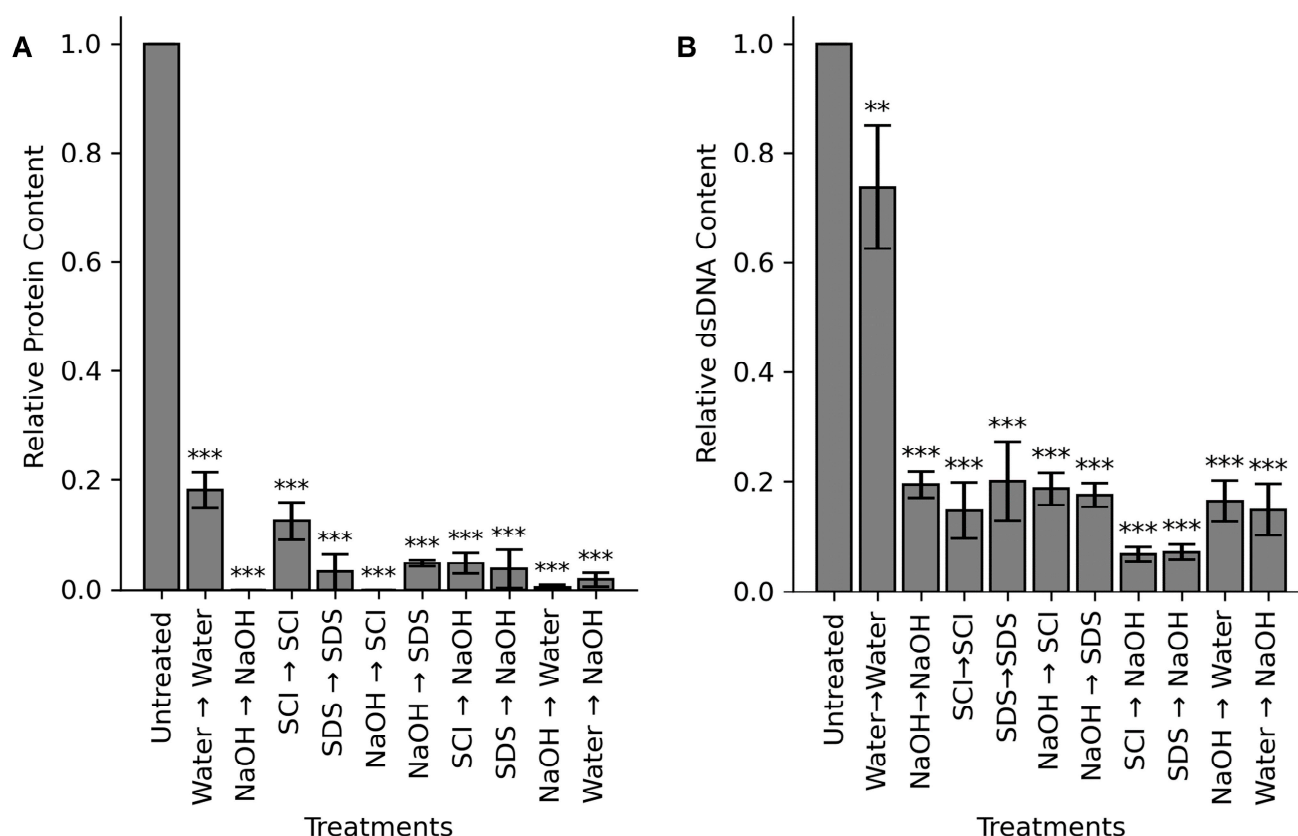 A
Relative Protein Content
1.0
0.8
0.6
0.4
0.2
0.0
***
***
***
***
***
***
***
***
***
***
Untreated
Water → Water
NaOH → NaOH
SCI → SCI
SDS → SDS
NaOH → SCI
NaOH → SDS
SCI → NaOH
SDS → NaOH
NaOH → Water
Water → NaOH
Treatments
B
Relative dsDNA Content
1.0
0.8
0.6
0.4
0.2
0.0
**
***
***
***
***
***
***
***
***
***
Untreated
Water→Water
NaOH→NaOH
SCI→SCI
SDS→SDS
NaOH → SCI
NaOH → SDS
SCI → NaOH
SDS → NaOH
NaOH → Water
Water → NaOH
Treatments